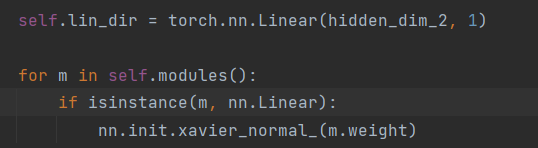 self.lin_dir = torch.nn.Linear(hidden_dim_2, 1)
for m in self.modules():
if isinstance(m, nn.Linear):
nn.init.xavier_normal_(m.weight)